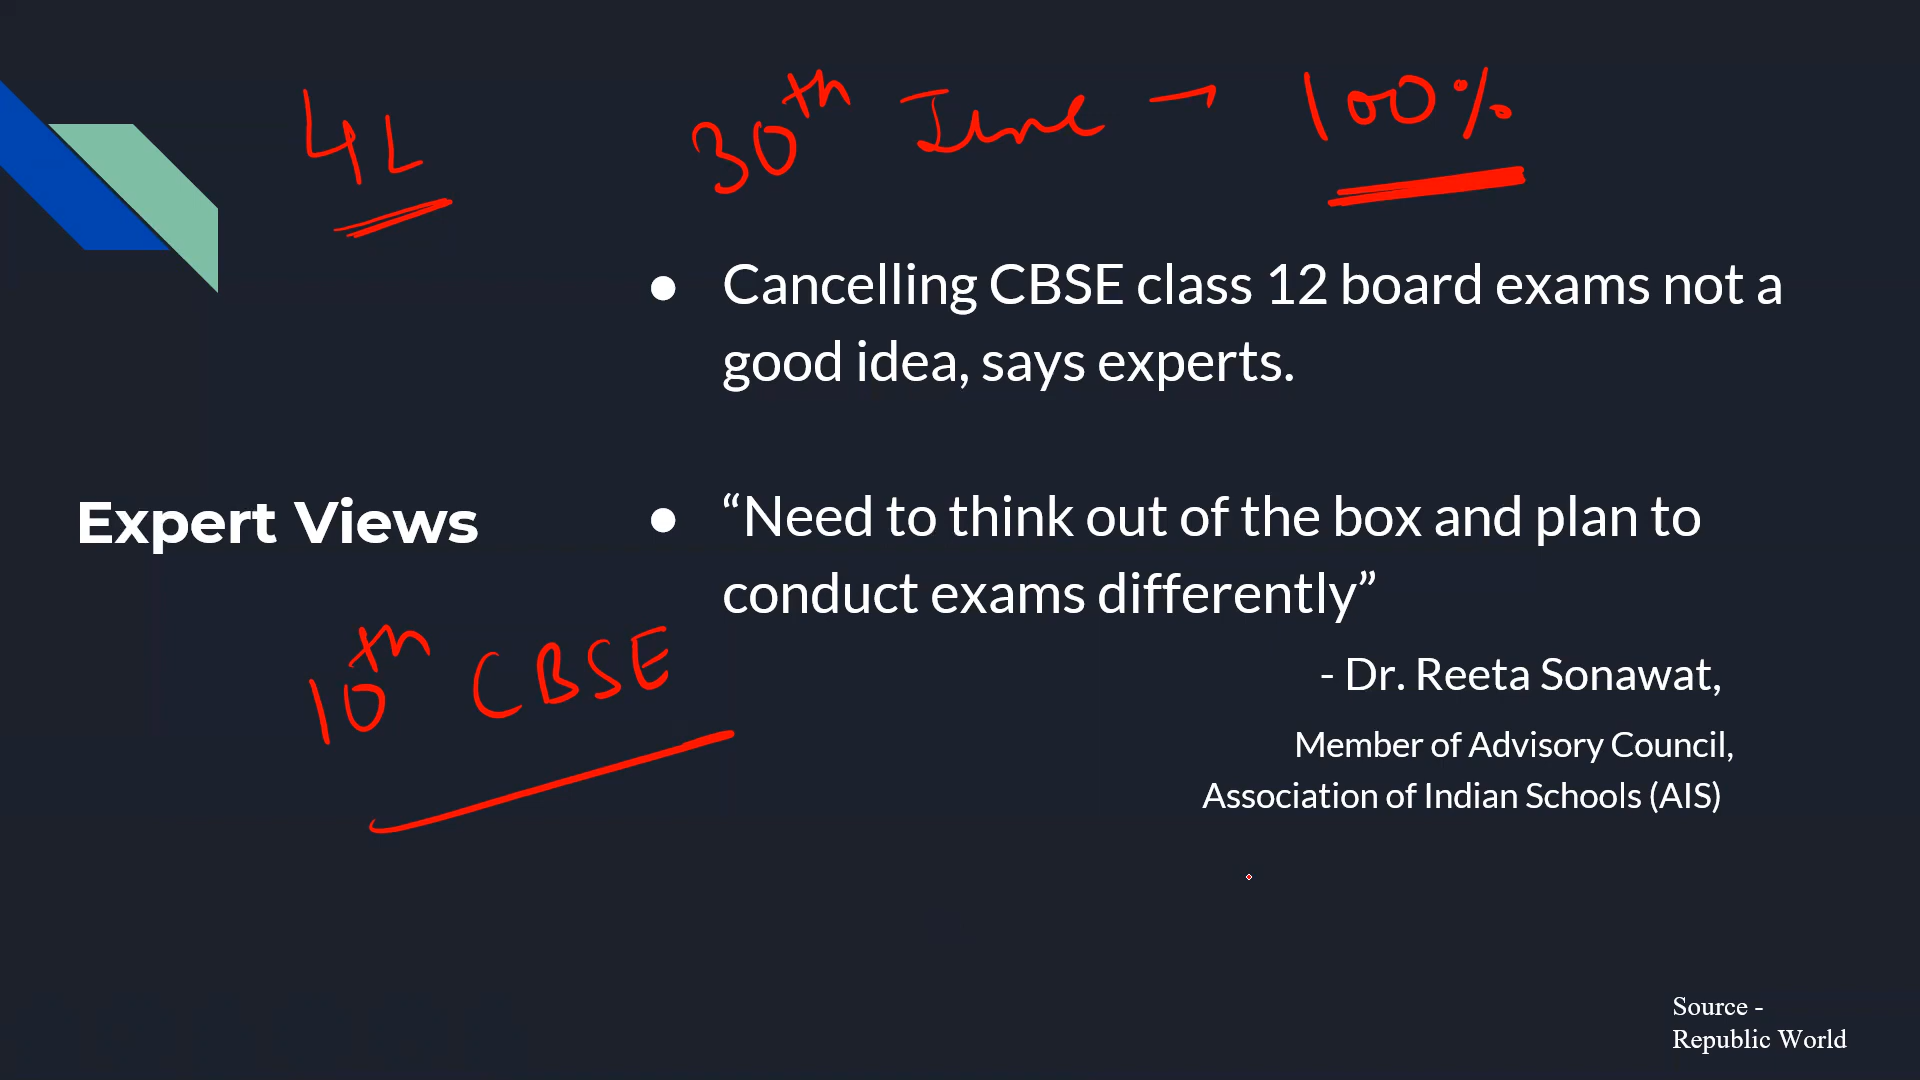 4L
30th June → 100%
● Cancelling CBSE class 12 board exams not a
good idea, says experts.
Expert Views
● “Need to think out of the box and plan to
conduct exams differently”
10th CBSE
- Dr. Reeta Sonawat,
Member of Advisory Council,
Association of Indian Schools (AIS)
Source -
Republic World